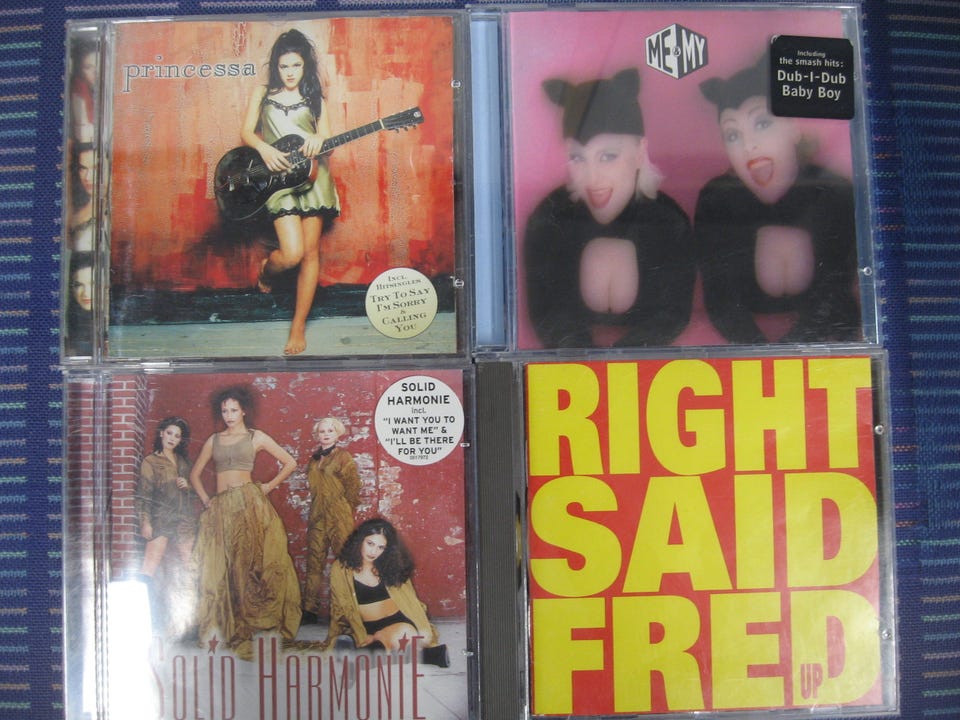 princessa
INCL.
HITSINGLES
TRY TO SAY
I'M SORRY
&
CALLING
YOU
ME & MY
Including
the smash hits:
Dub-I-Dub
Baby Boy
SOLID
HARMONIE
incl.
"I WANT YOU TO
WANT ME" &
"I'LL BE THERE
FOR YOU"
0517972
SOLID HARMONIE
RIGHT
SAID
FRED
UP